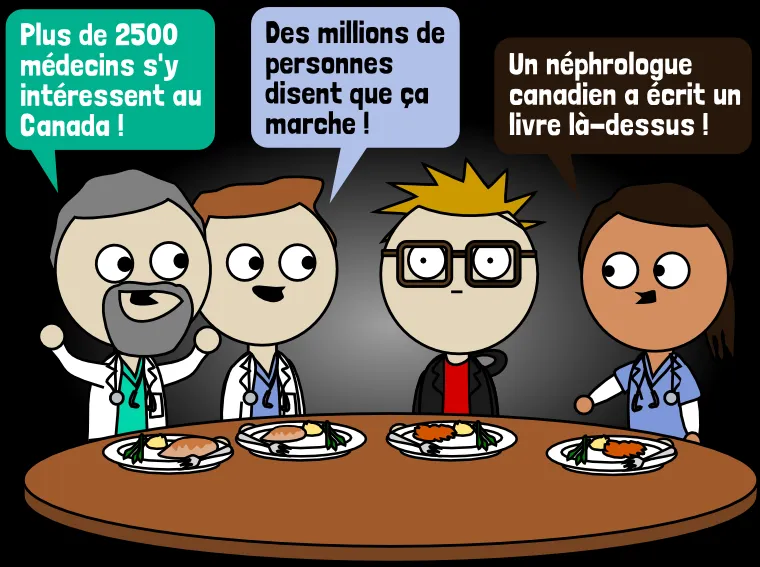 Plus de 2500
médecins s'y
intéressent au
Canada !
Des millions de
personnes
disent que ça
marche !
Un néphrologue
canadien a écrit un
livre là-dessus !